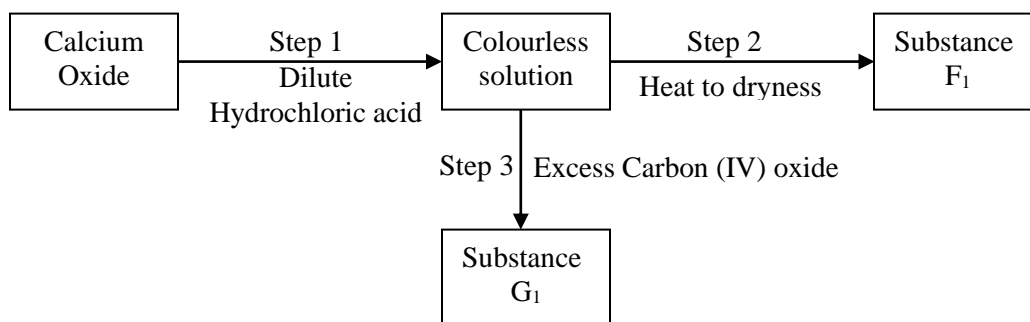 Calcium
Oxide
Step 1
Dilute
Hydrochloric acid
Colourless
solution
Step 2
Heat to dryness
Substance
F₁
Step 3
Excess Carbon (IV) oxide
Substance
G₁